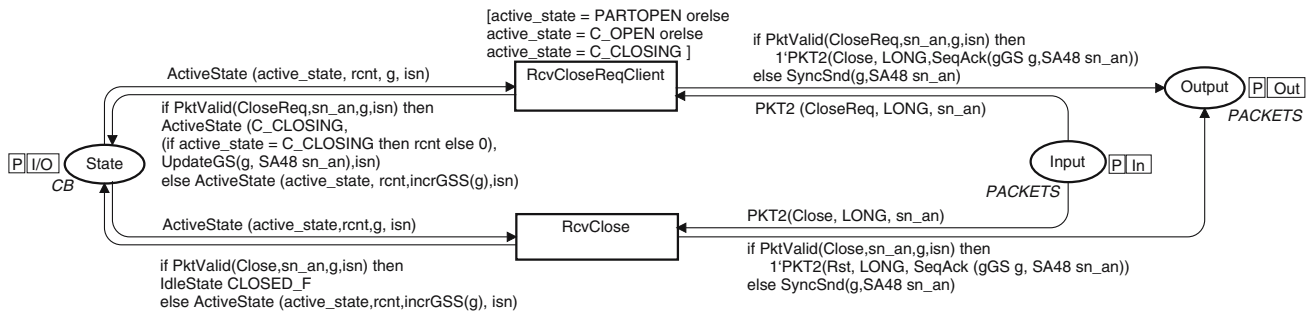 [active_state = PARTOPEN orelse
active_state = C_OPEN orelse
active_state = C_CLOSING ]
if PktValid(CloseReq,sn_an,g,isn) then
1‘PKT2(Close, LONG,SeqAck(gGS g,SA48 sn_an))
else SyncSnd(g,SA48 sn_an)
ActiveState (active_state, rcnt, g, isn)
RcvCloseReqClient
Output
P Out
PACKETS
if PktValid(CloseReq,sn_an,g,isn) then
ActiveState (C_CLOSING,
(if active_state = C_CLOSING then rcnt else 0),
UpdateGS(g, SA48 sn_an),isn)
else ActiveState (active_state, rcnt,incrGSS(g),isn)
PKT2 (CloseReq, LONG, sn_an)
P I/O
State
CB
Input
P In
PACKETS
ActiveState (active_state,rcnt,g, isn)
RcvClose
PKT2(Close, LONG, sn_an)
if PktValid(Close,sn_an,g,isn) then
IdleState CLOSED_F
else ActiveState (active_state,rcnt,incrGSS(g), isn)
if PktValid(Close,sn_an,g,isn) then
1‘PKT2(Rst, LONG, SeqAck (gGS g, SA48 sn_an))
else SyncSnd(g,SA48 sn_an)